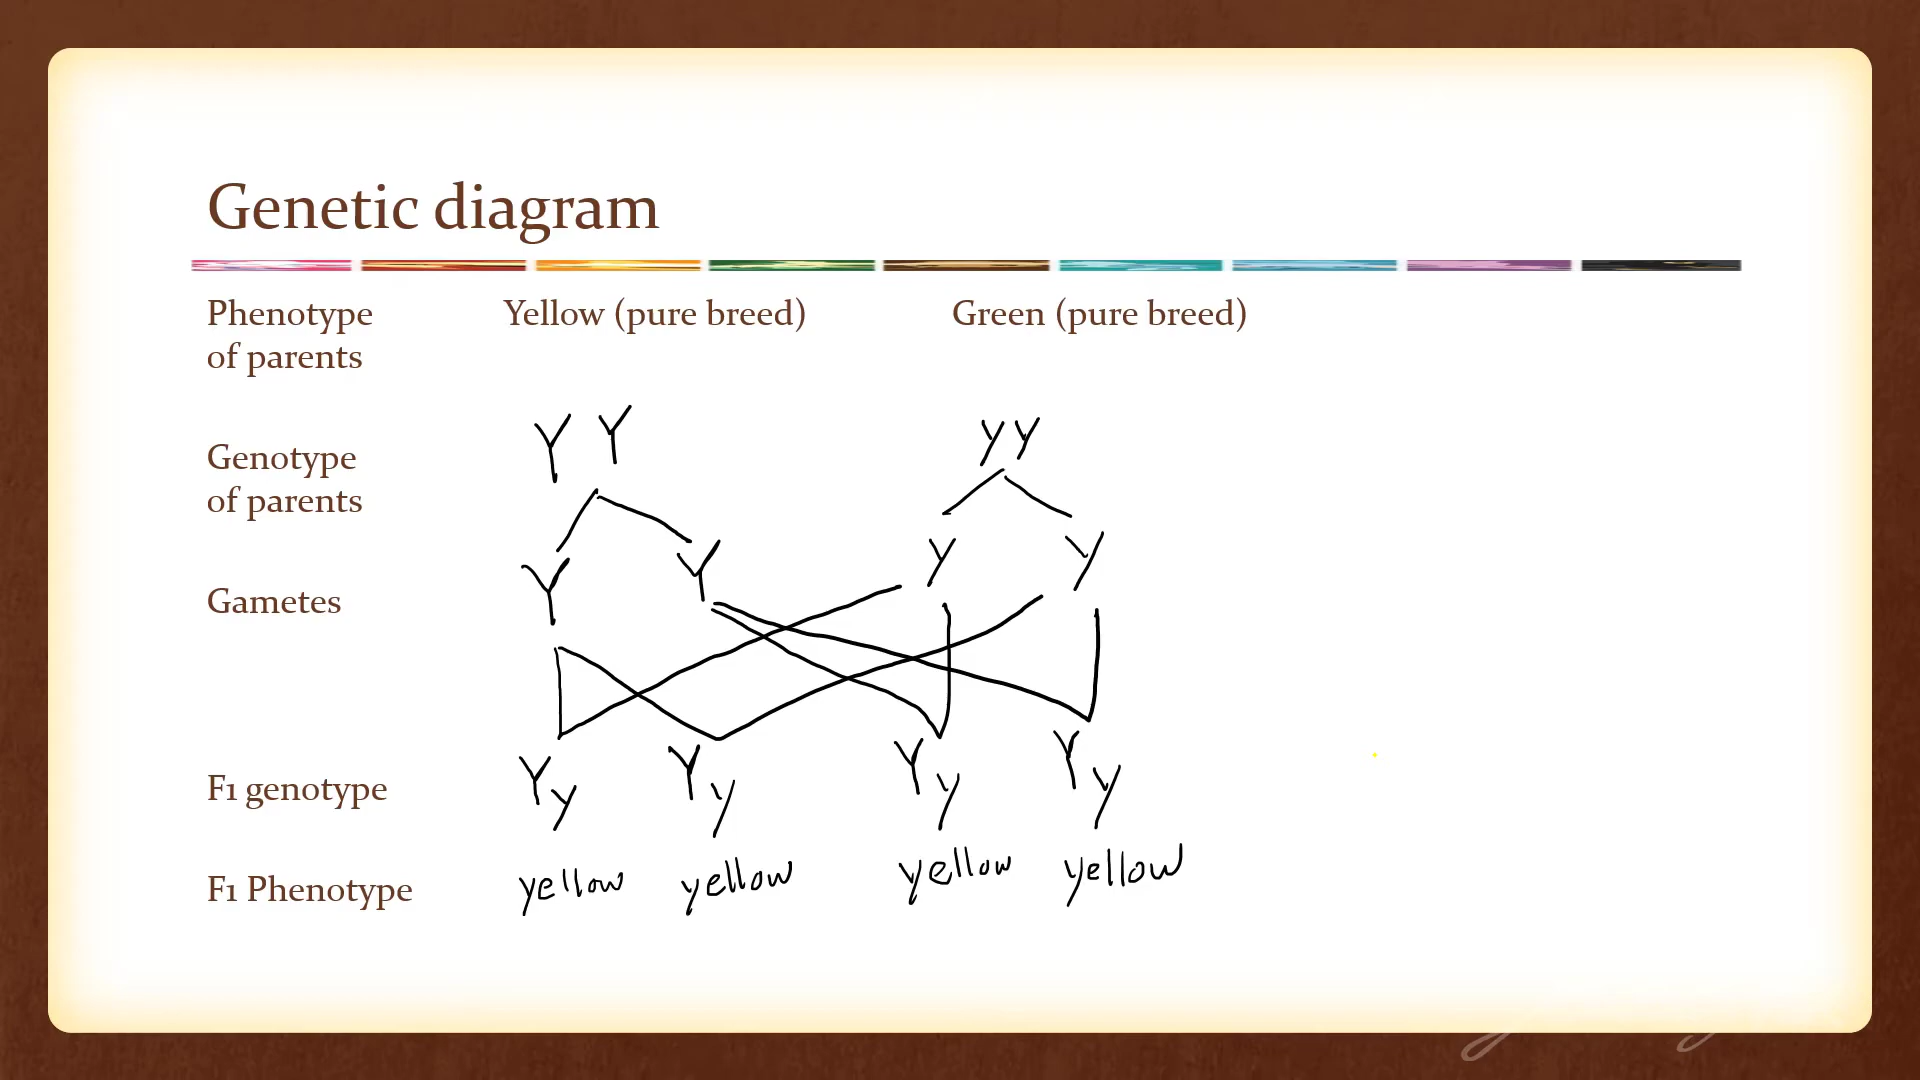 Genetic diagram
Phenotype of parents
Yellow (pure breed) Green (pure breed)
Genotype of parents
Y Y yy
Gametes
Y Y y y
F1 genotype
Yy Yy Yy Yy
F1 Phenotype
yellow yellow yellow yellow